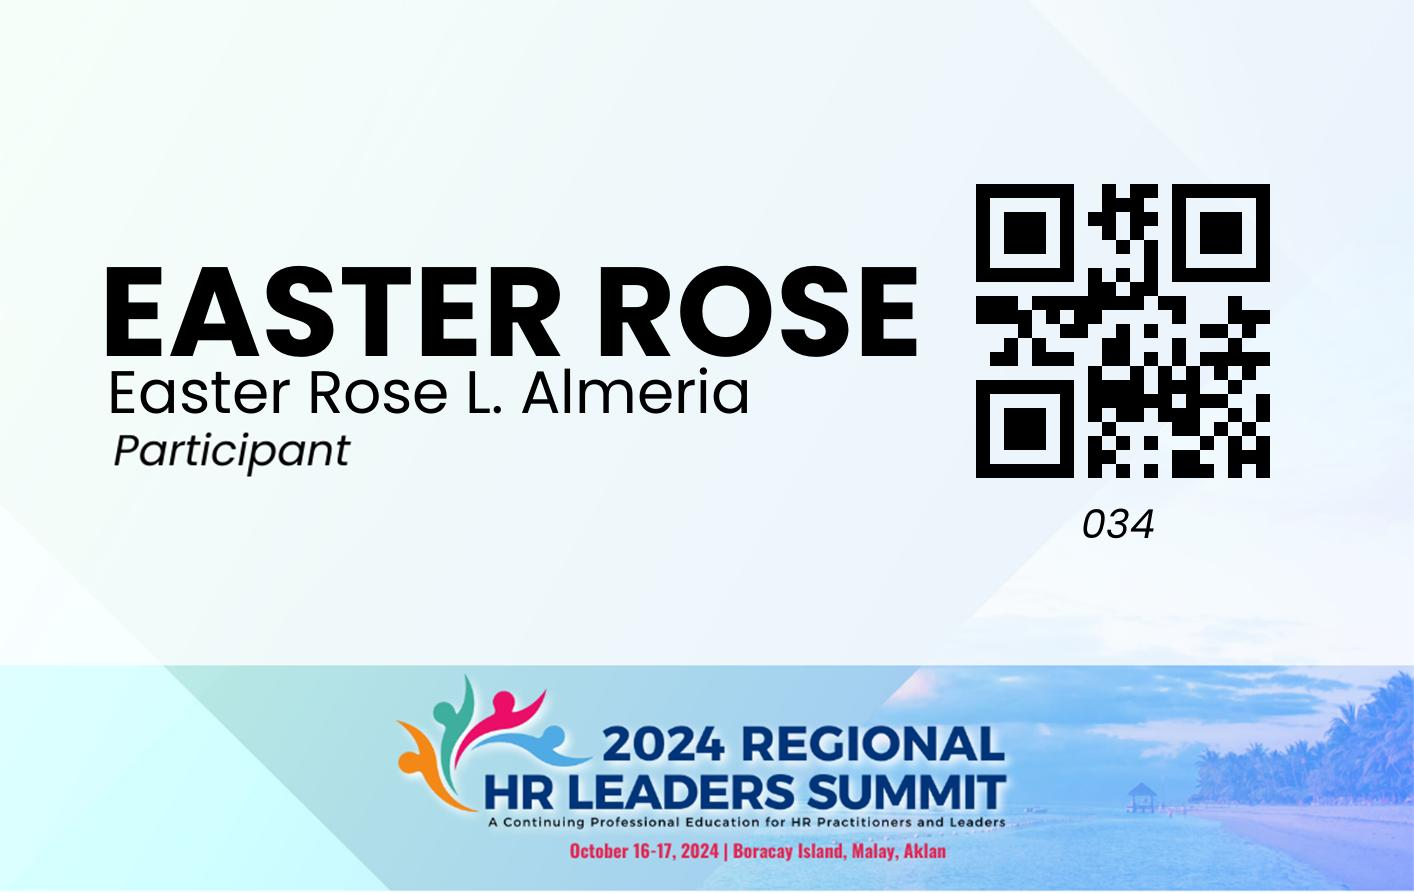 EASTER ROSE
Easter Rose L. Almeria
Participant
034
2024 REGIONAL
HR LEADERS SUMMIT
A Continuing Professional Education for HR Practitioners and Leaders
October 16-17, 2024 | Boracay Island, Malay, Aklan